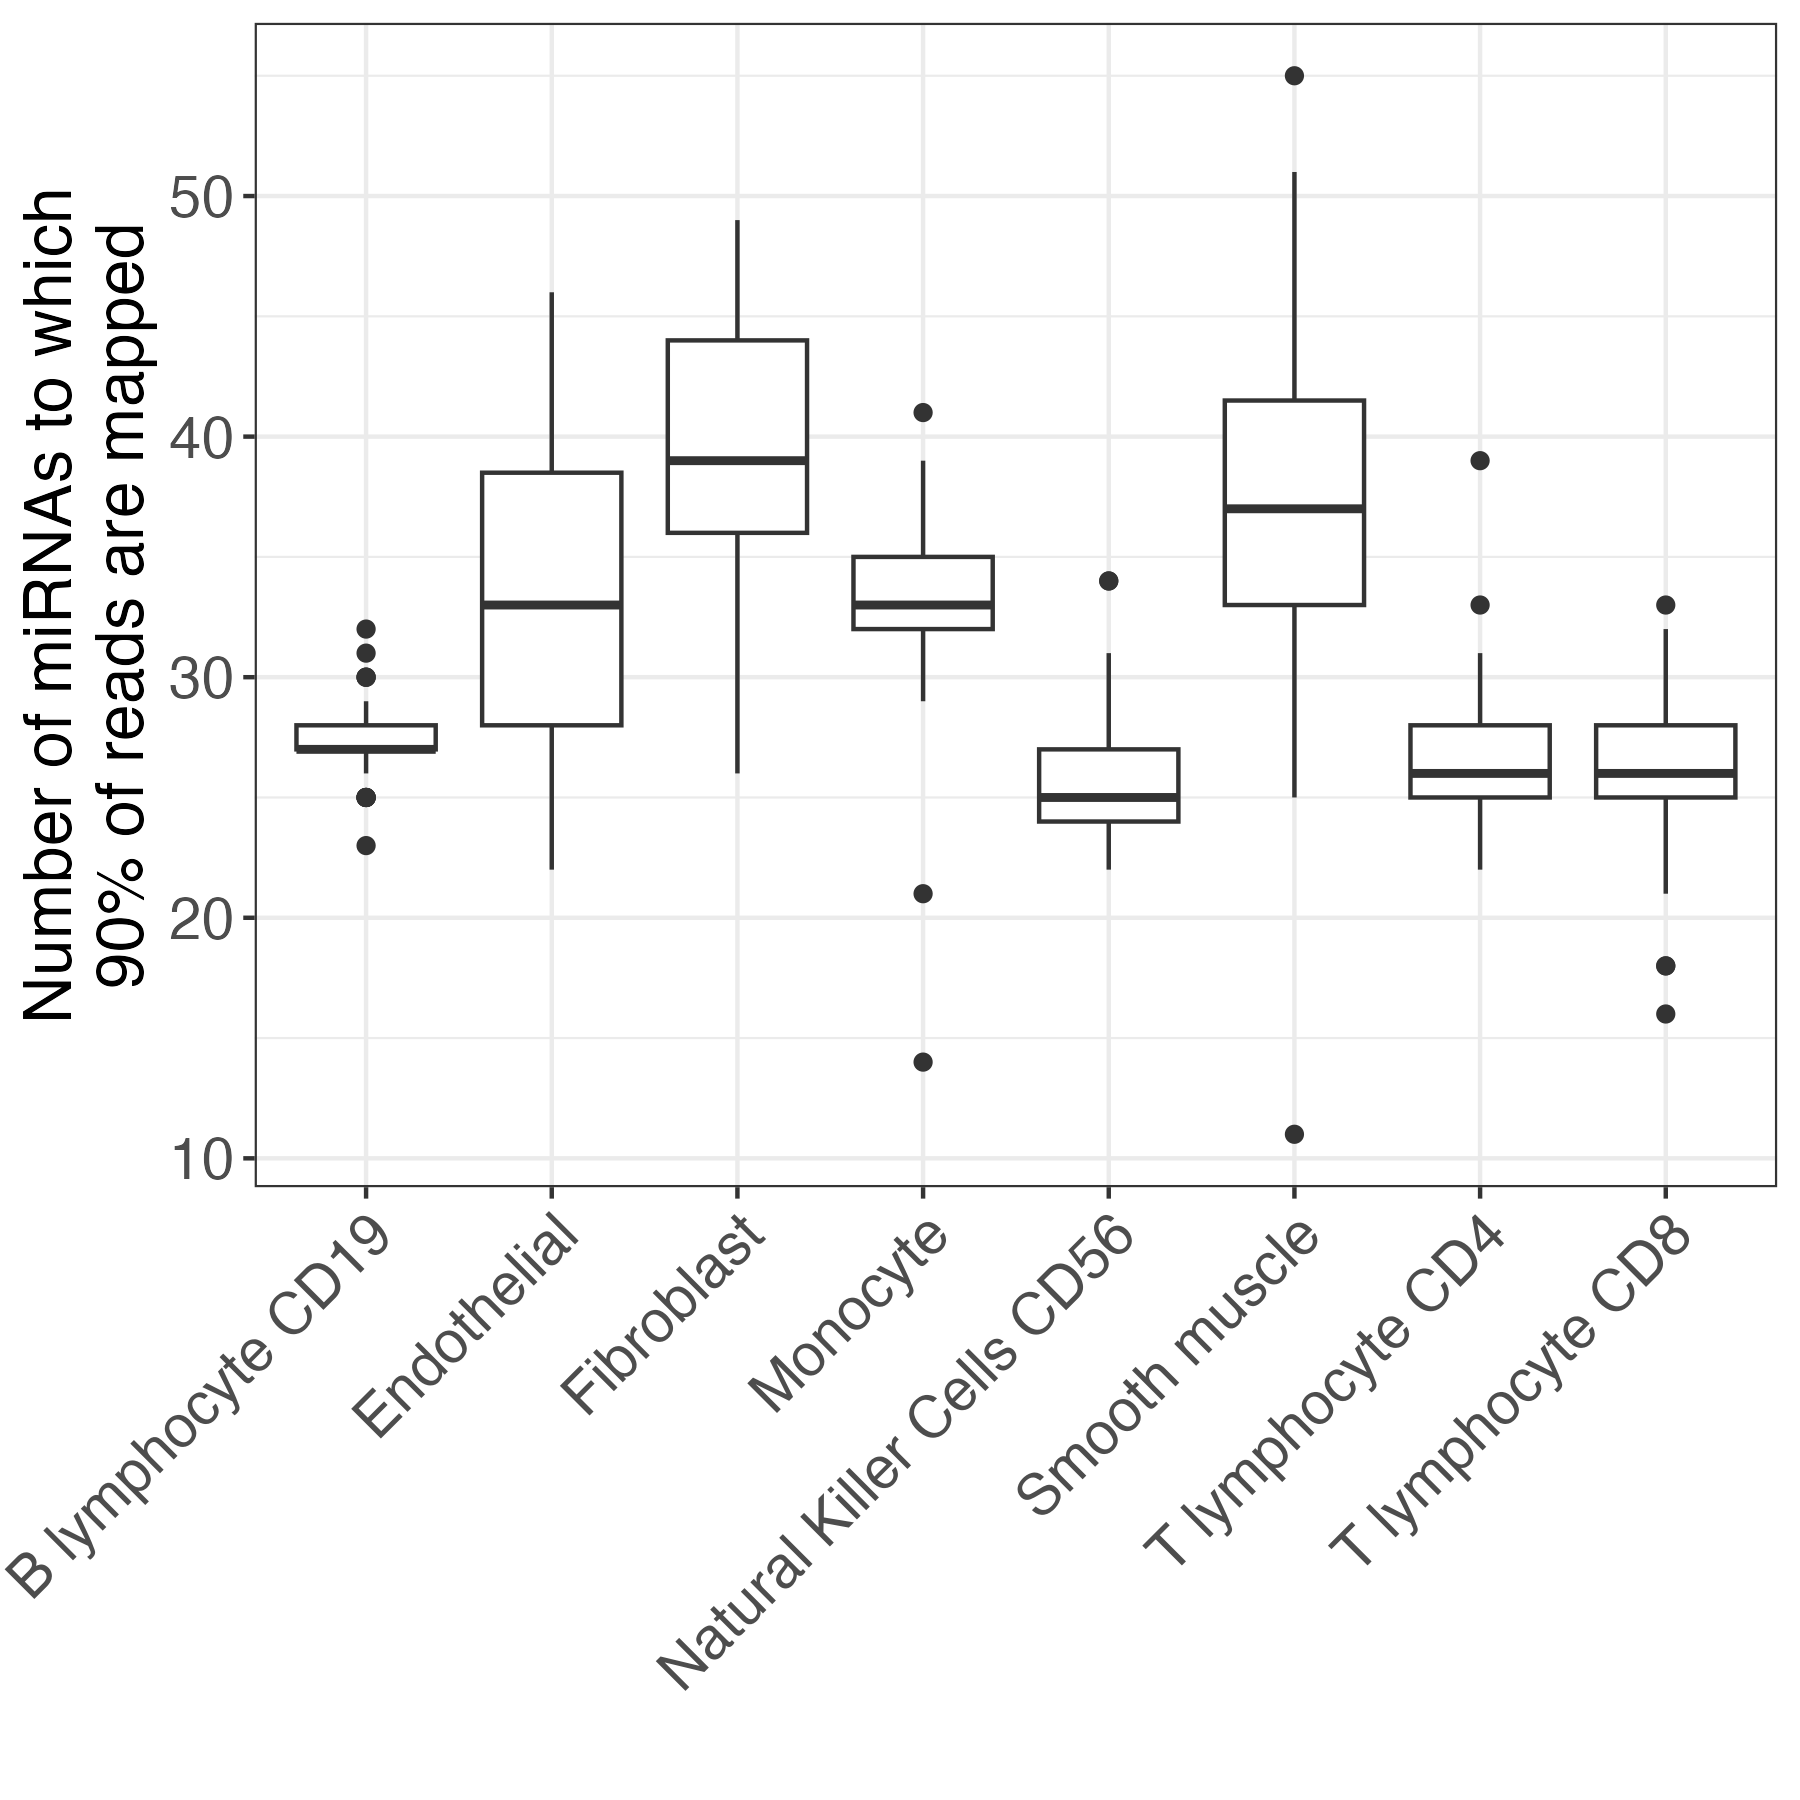 Number of miRNAs to which
90% of reads are mapped
50
40
30
20
10
B lymphocyte CD19
Endothelial
Fibroblast
Monocyte
Natural Killer Cells CD56
Smooth muscle
T lymphocyte CD4
T lymphocyte CD8